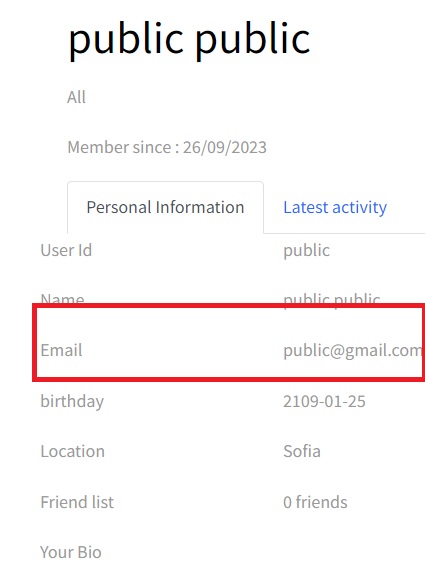 public public
All
Member since : 26/09/2023
Personal Information Latest activity
User Id public
Name public public
Email public@gmail.com
birthday 2109-01-25
Location Sofia
Friend list 0 friends
Your Bio